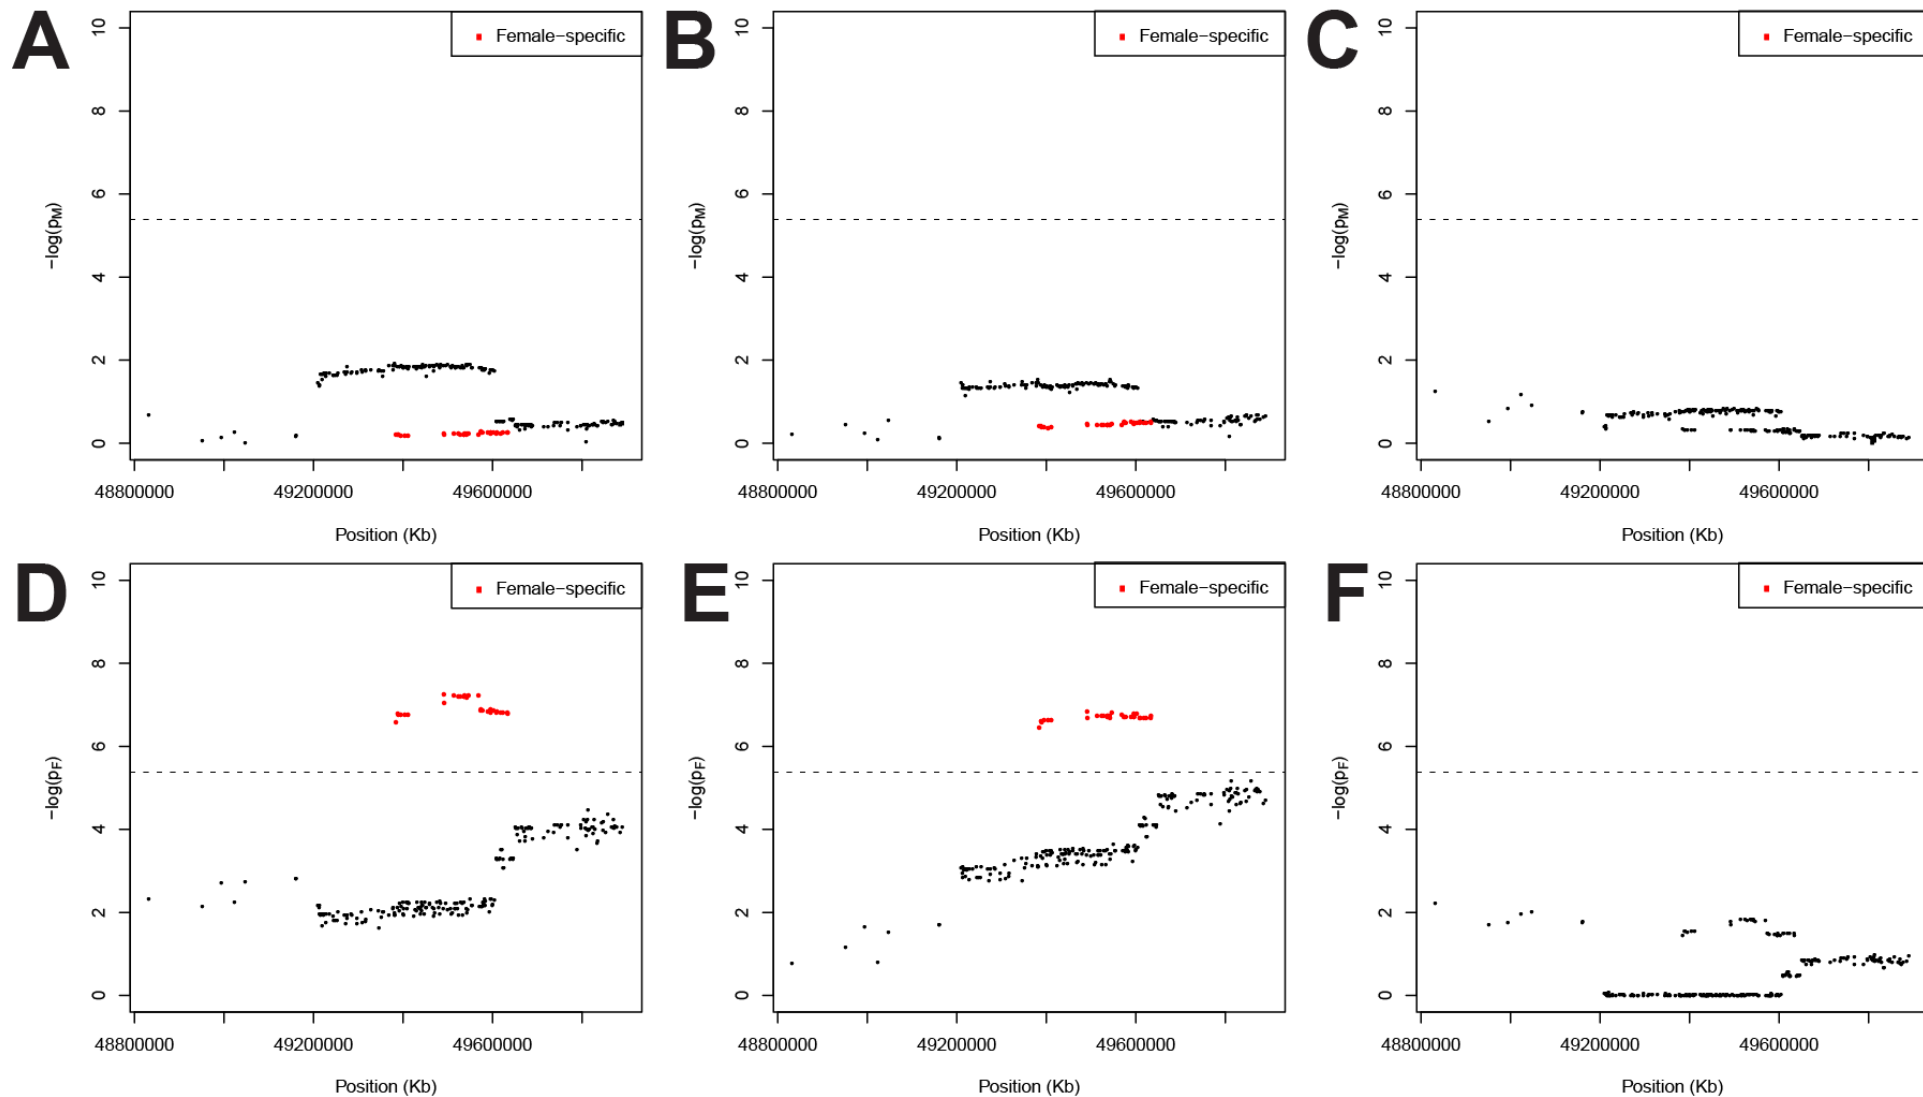 A
Female−specific
10
8
6
4
2
0
−log(pM)
48800000
49200000
49600000
Position (Kb)
B
Female−specific
10
8
6
4
2
0
−log(pM)
48800000
49200000
49600000
Position (Kb)
C
Female−specific
10
8
6
4
2
0
−log(pM)
48800000
49200000
49600000
Position (Kb)
D
Female−specific
10
8
6
4
2
0
−log(pF)
48800000
49200000
49600000
Position (Kb)
E
Female−specific
10
8
6
4
2
0
−log(pF)
48800000
49200000
49600000
Position (Kb)
F
Female−specific
10
8
6
4
2
0
−log(pF)
48800000
49200000
49600000
Position (Kb)